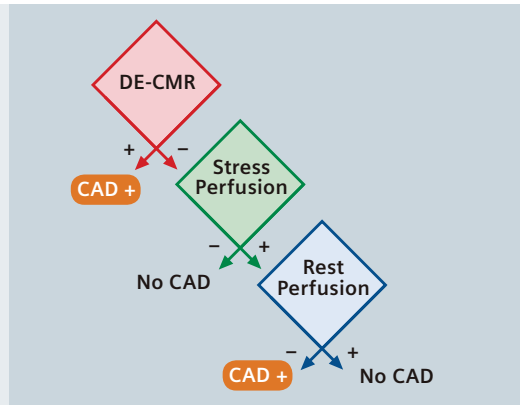 DE-CMR
+ –
CAD +
Stress
Perfusion
– +
No CAD
Rest
Perfusion
– +
CAD +
No CAD